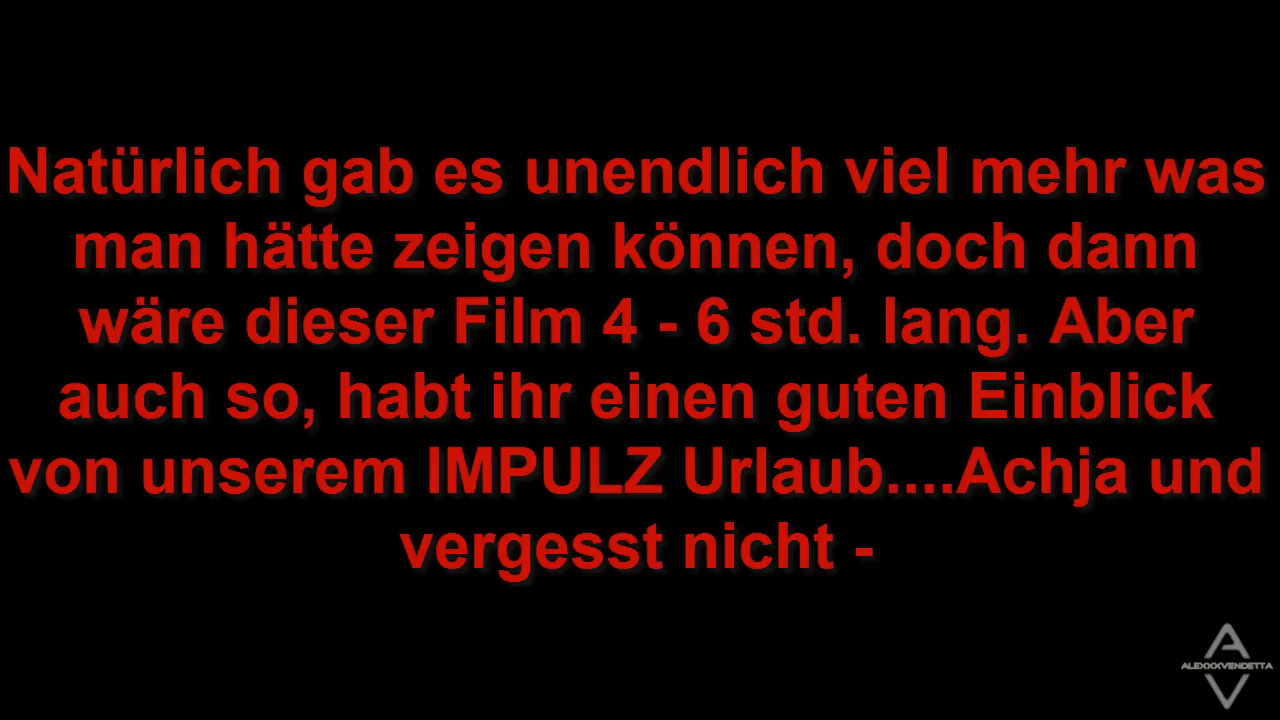 Natürlich gab es unendlich viel mehr was
man hätte zeigen können, doch dann
wäre dieser Film 4 - 6 std. lang. Aber
auch so, habt ihr einen guten Einblick
von unserem IMPULZ Urlaub....Achja und
vergesst nicht -
A
ALEXXXVENDETTA
V